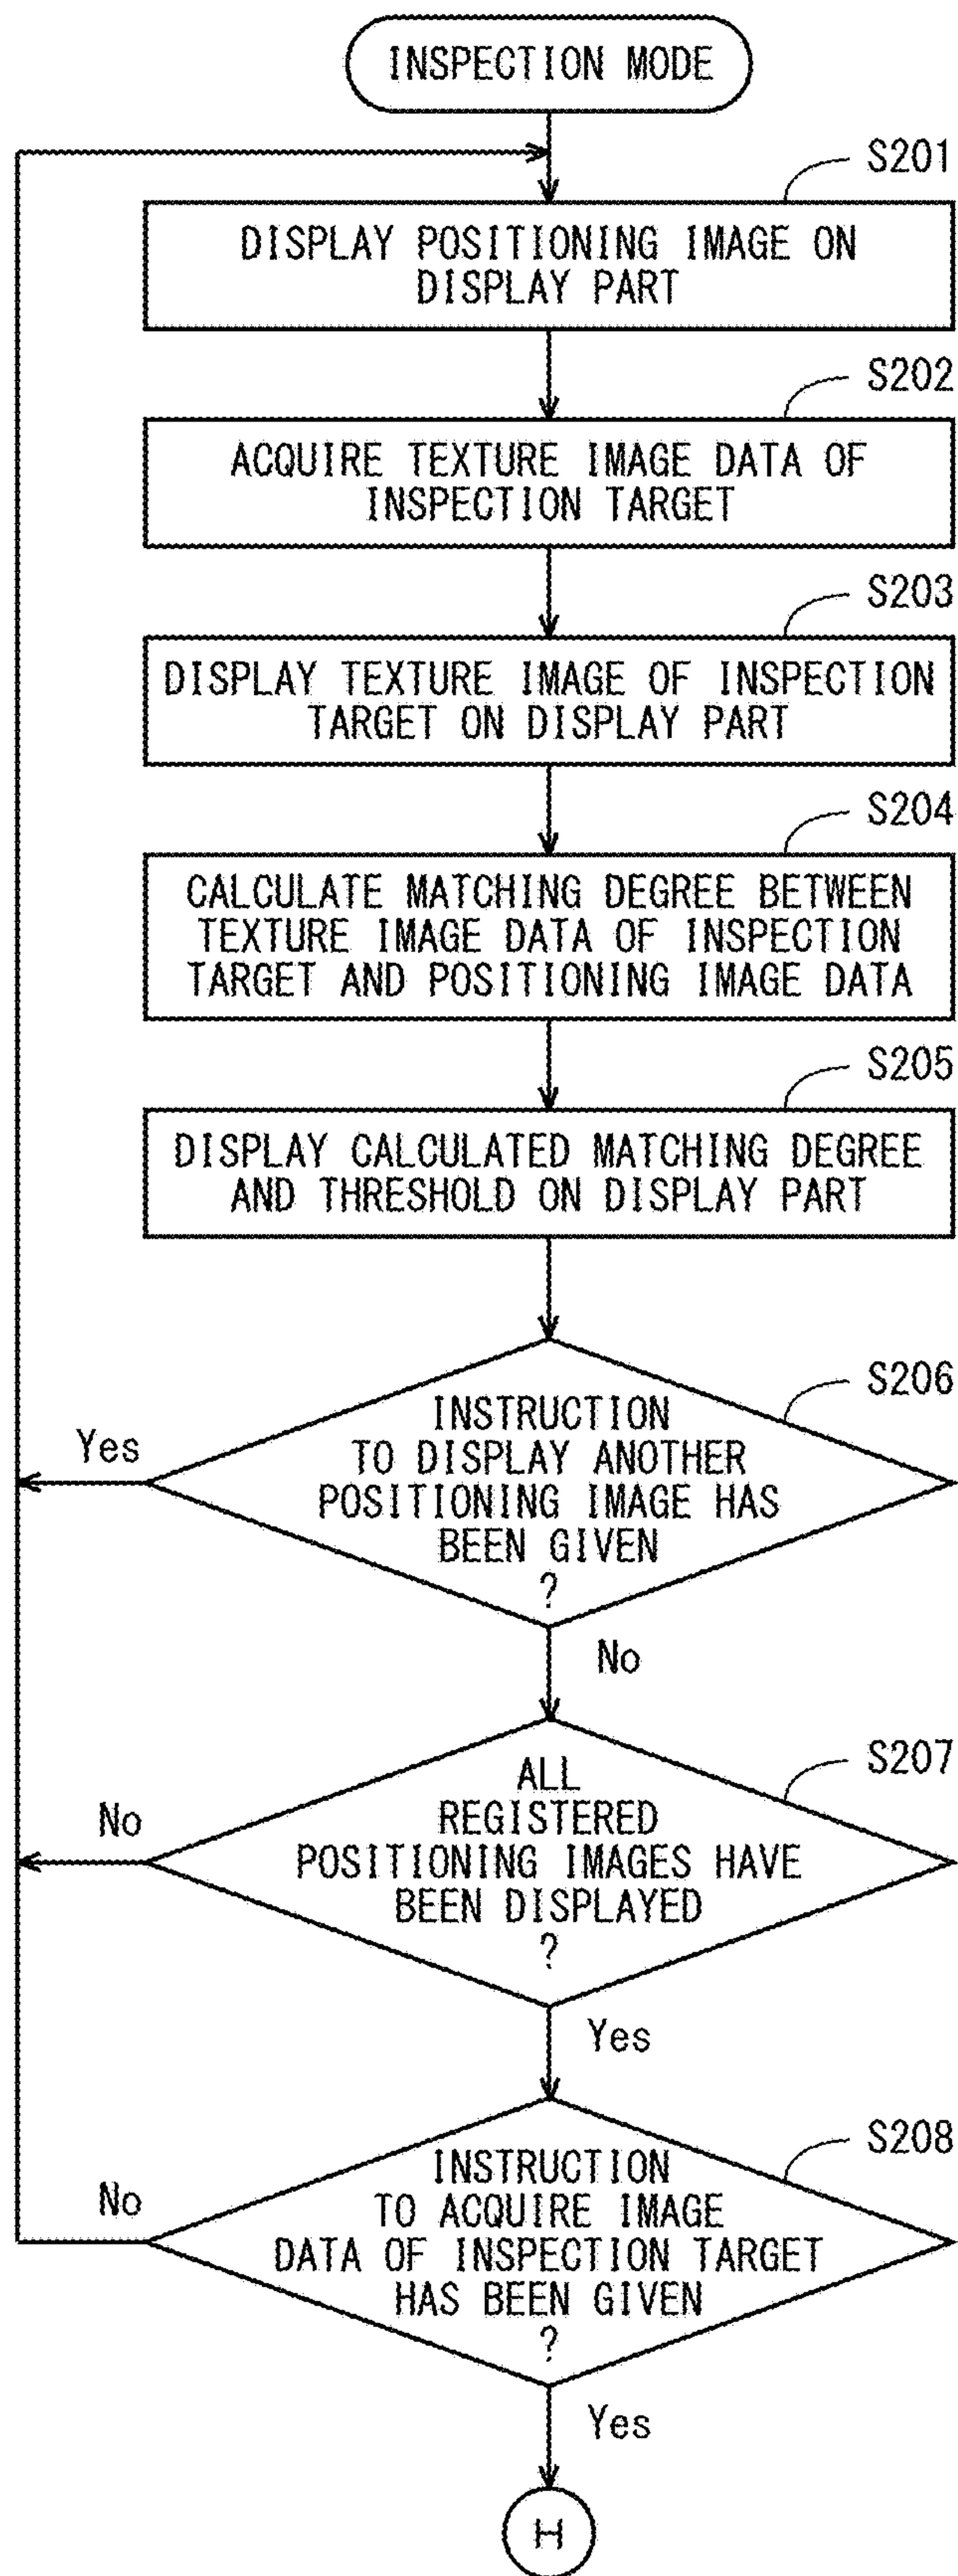 INSPECTION MODE
S201
DISPLAY POSITIONING IMAGE ON
DISPLAY PART
S202
ACQUIRE TEXTURE IMAGE DATA OF
INSPECTION TARGET
S203
DISPLAY TEXTURE IMAGE OF INSPECTION
TARGET ON DISPLAY PART
S204
CALCULATE MATCHING DEGREE BETWEEN
TEXTURE IMAGE DATA OF INSPECTION
TARGET AND POSITIONING IMAGE DATA
S205
DISPLAY CALCULATED MATCHING DEGREE
AND THRESHOLD ON DISPLAY PART
S206
INSTRUCTION
TO DISPLAY ANOTHER
POSITIONING IMAGE HAS
BEEN GIVEN
?
Yes
No
S207
ALL
REGISTERED
POSITIONING IMAGES HAVE
BEEN DISPLAYED
?
No
Yes
S208
INSTRUCTION
TO ACQUIRE IMAGE
DATA OF INSPECTION TARGET
HAS BEEN GIVEN
?
No
Yes
H